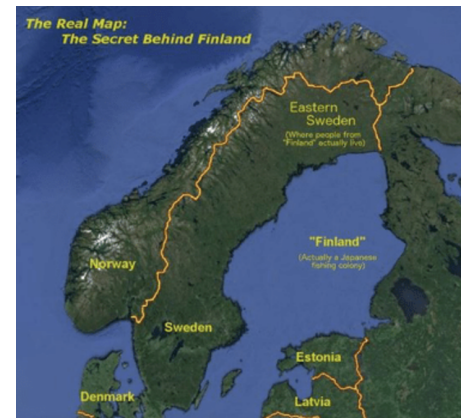 The Real Map:
The Secret Behind Finland
Eastern
Sweden
(Where people from
"Finland" actually live)
"Finland"
(Actually a Japanese
fishing colony)
Norway
Sweden
Estonia
Denmark
Latvia